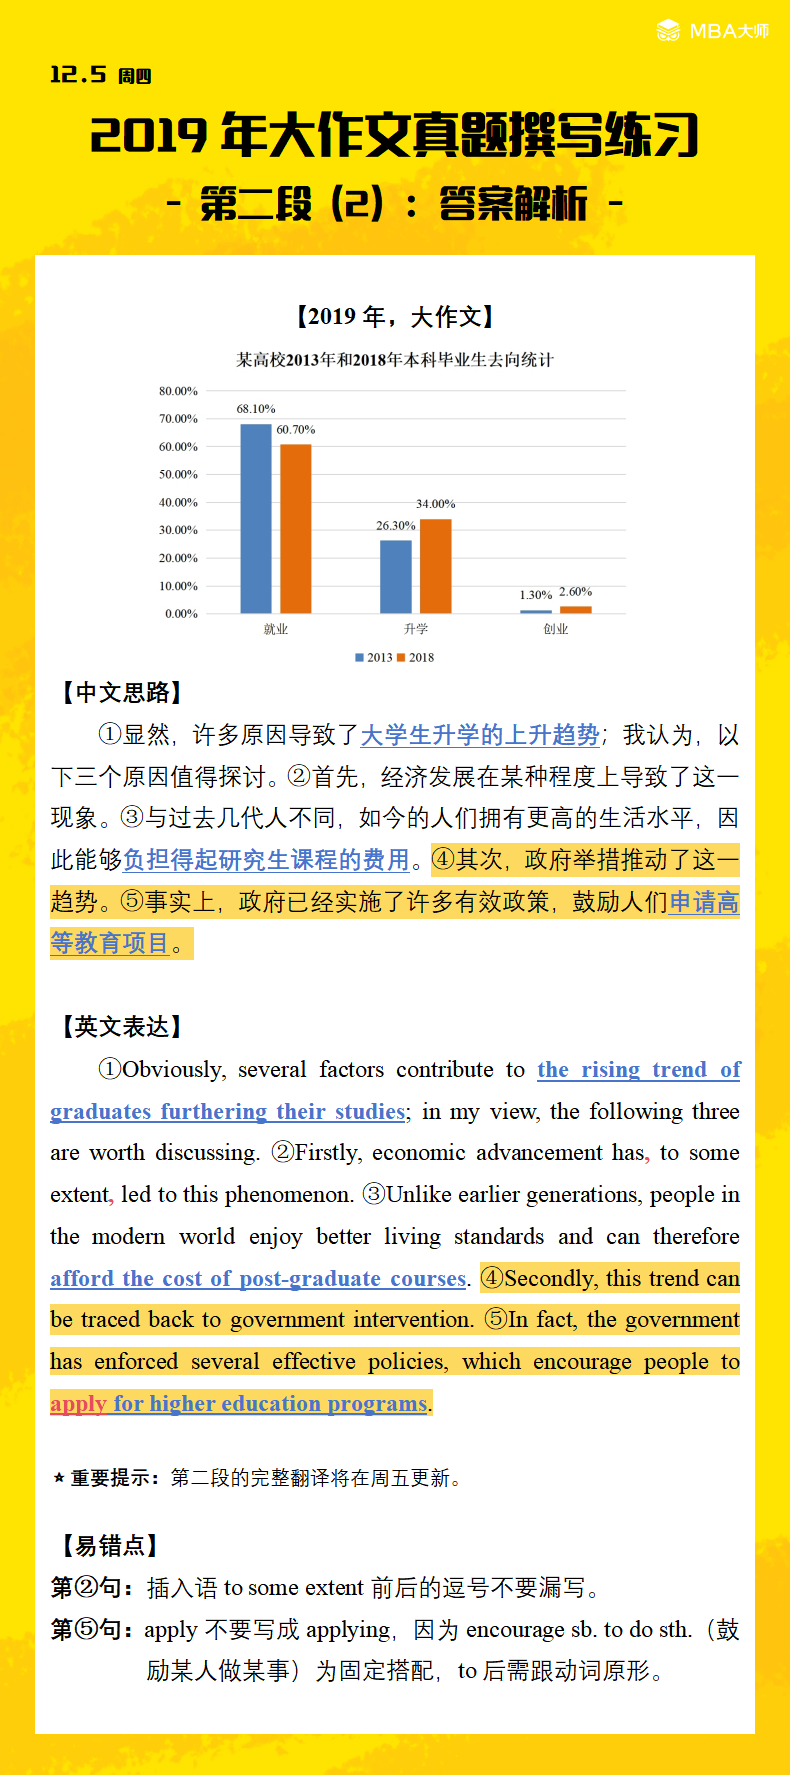 MBA大师
12.5 周四
2019 年大作文真题撰写练习
- 第二段（2）：答案解析 -
【2019 年，大作文】
某高校2013年和2018年本科毕业生去向统计
80.00%
70.00%
60.00%
50.00%
40.00%
30.00%
20.00%
10.00%
0.00%
68.10%
60.70%
26.30%
34.00%
1.30%
2.60%
就业
升学
创业
2013
2018
【中文思路】
①显然，许多原因导致了大学生升学的上升趋势；我认为，以
下三个原因值得探讨。②首先，经济发展在某种程度上导致了这一
现象。③与过去几代人不同，如今的人们拥有更高的生活水平，因
此能够负担得起研究生课程的费用。④其次，政府举措推动了这一
趋势。⑤事实上，政府已经实施了许多有效政策，鼓励人们申请高
等教育项目。
【英文表达】
①Obviously, several factors contribute to the rising trend of
graduates furthering their studies; in my view, the following three
are worth discussing. ②Firstly, economic advancement has, to some
extent, led to this phenomenon. ③Unlike earlier generations, people in
the modern world enjoy better living standards and can therefore
afford the cost of post-graduate courses. ④Secondly, this trend can
be traced back to government intervention. ⑤In fact, the government
has enforced several effective policies, which encourage people to
apply for higher education programs.
★重要提示：第二段的完整翻译将在周五更新。
【易错点】
第②句：插入语 to some extent 前后的逗号不要漏写。
第⑤句：apply 不要写成 applying，因为 encourage sb. to do sth.（鼓
励某人做某事）为固定搭配，to 后需跟动词原形。